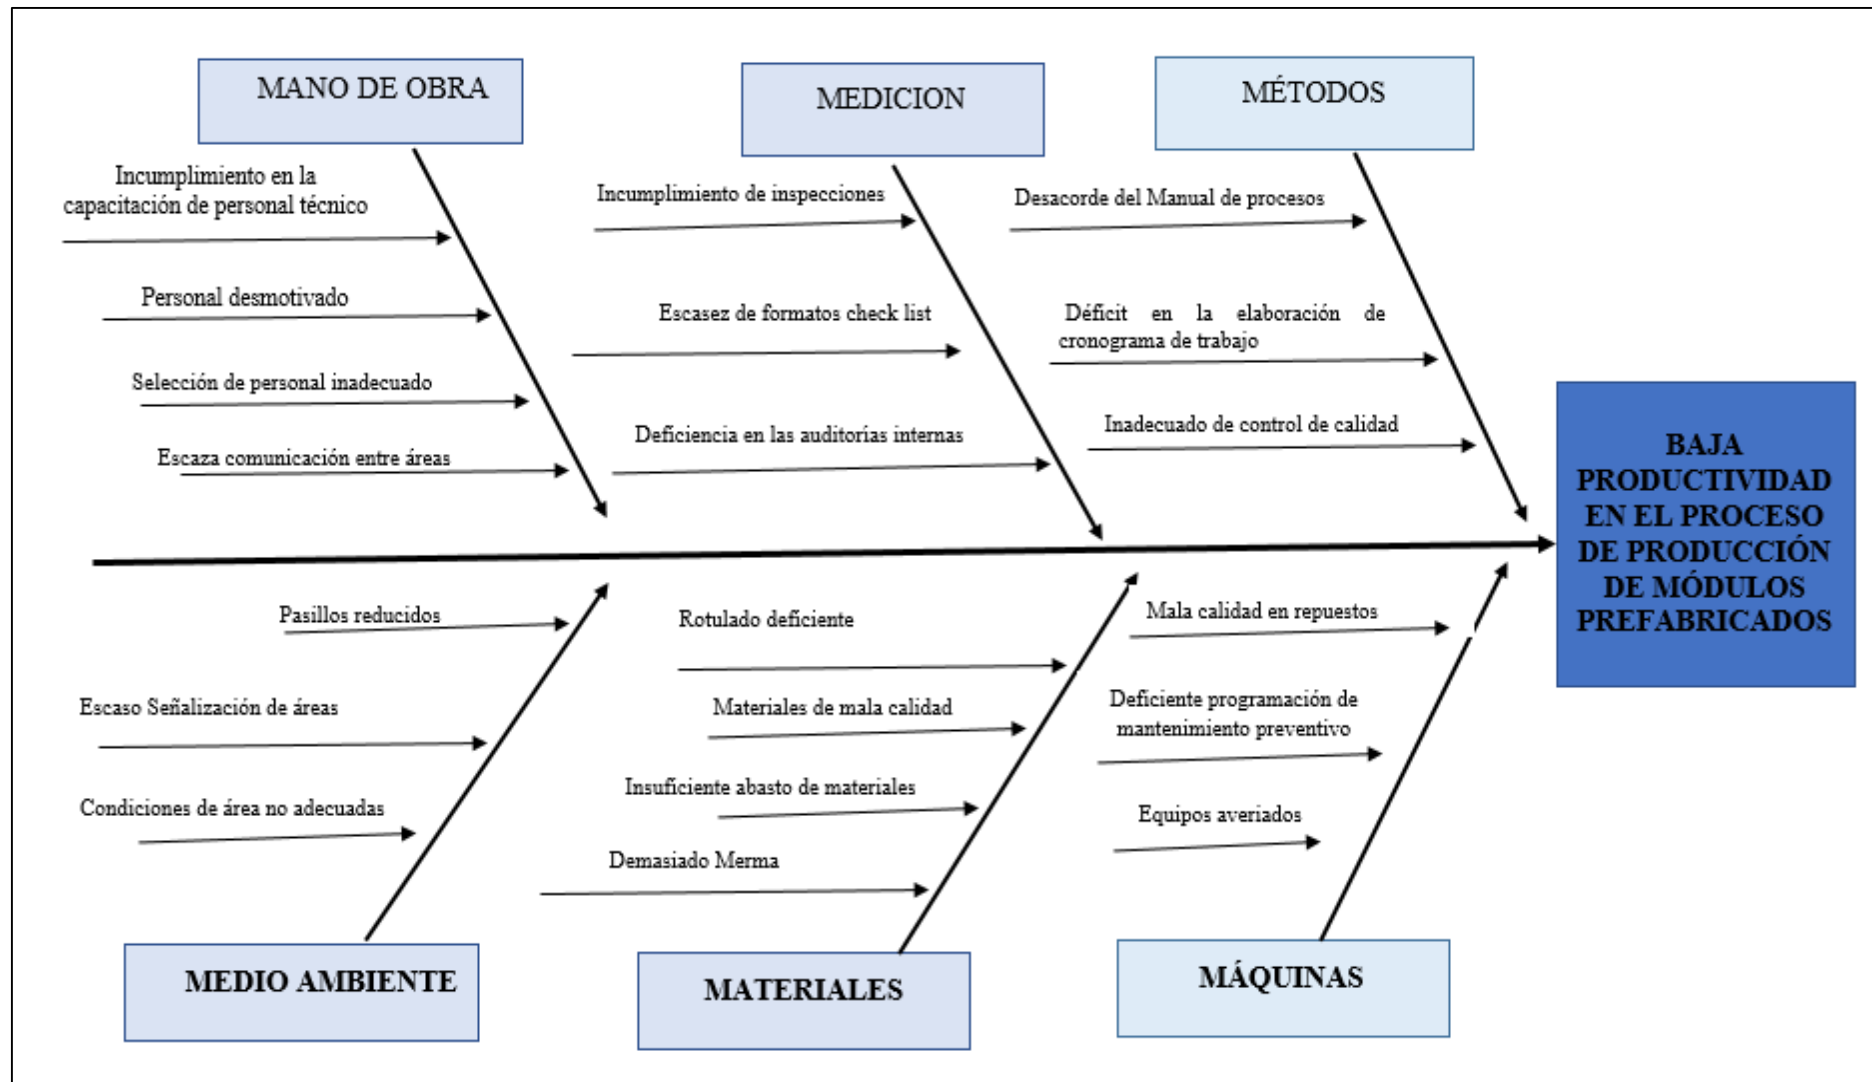 MANO DE OBRA
MEDICION
MÉTODOS
Incumplimiento en la
capacitación de personal técnico
Personal desmotivado
Selección de personal inadecuado
Escaza comunicación entre áreas
Incumplimiento de inspecciones
Escasez de formatos check list
Deficiencia en las auditorías internas
Desacorde del Manual de procesos
Déficit en la elaboración de
cronograma de trabajo
Inadecuado de control de calidad
BAJA
PRODUCTIVIDAD
EN EL PROCESO
DE PRODUCCIÓN
DE MÓDULOS
PREFABRICADOS
Pasillos reducidos
Escaso Señalización de áreas
Condiciones de área no adecuadas
Rotulado deficiente
Materiales de mala calidad
Insuficiente abasto de materiales
Demasiado Merma
Mala calidad en repuestos
Deficiente programación de
mantenimiento preventivo
Equipos averiados
MEDIO AMBIENTE
MATERIALES
MÁQUINAS